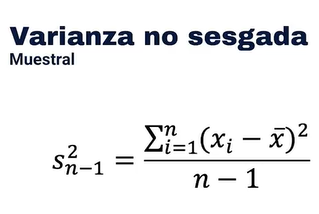 Varianza no sesgada
Muestral
s²ₙ₋₁ = ∑ⁿᵢ₌₁(xᵢ − x̄)² / n − 1